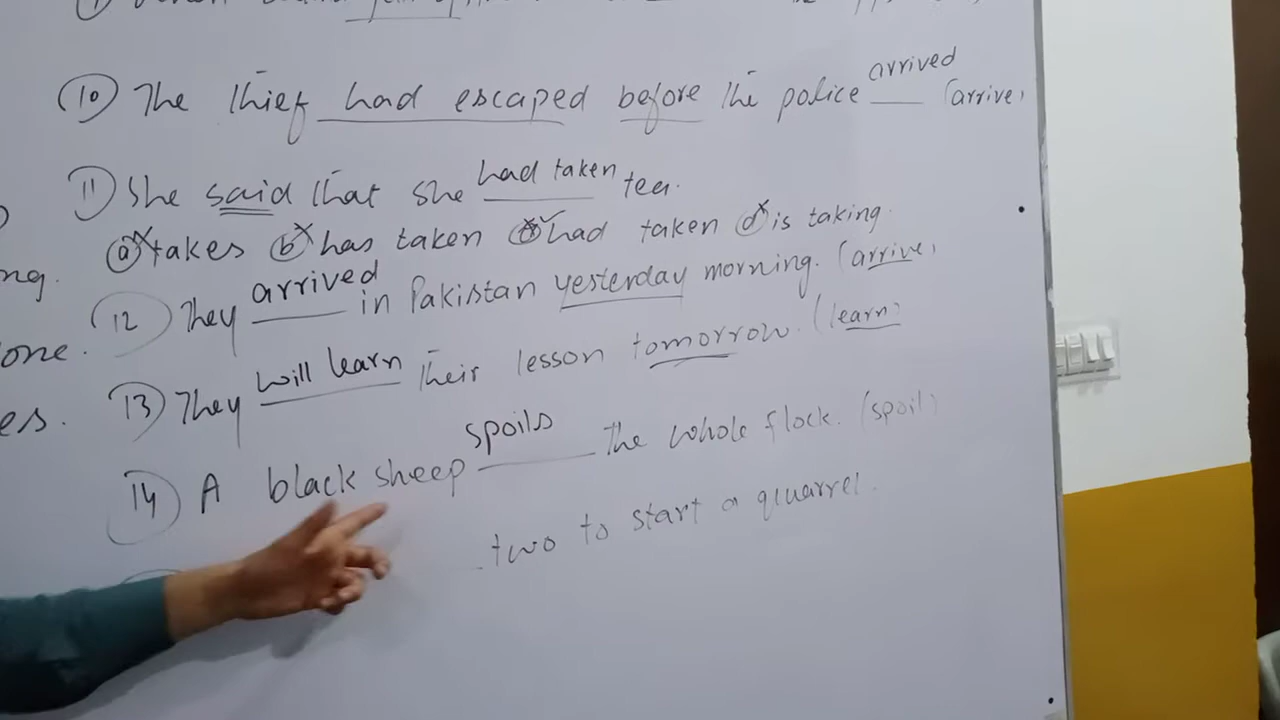 arrived
(10) The thief had escaped before the police ___ (arrive)
11) She said that she had taken tea.
(a) takes (b) has taken (c) had taken (d) is taking
ng.
arrived
(12) They ___ in Pakistan yesterday morning. (arrive)
one.
13) They will learn their lesson tomorrow. (learn)
es.
spoils
14) A black sheep ___ the whole flock. (spoil)
two to start a quarrel.